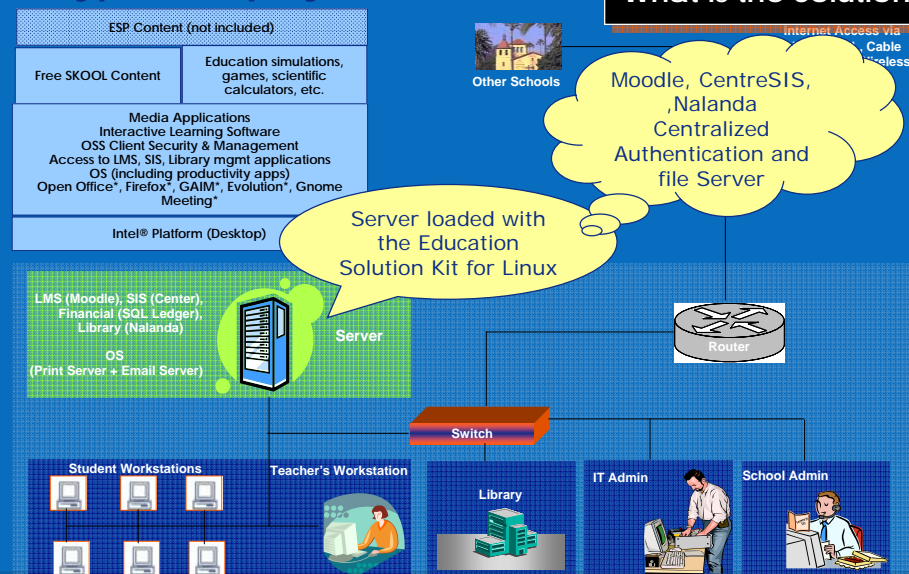 What is the eSolution
ESP Content (not included)
Free SKOOL Content
Education simulations,
games, scientific
calculators, etc.
Media Applications
Interactive Learning Software
OSS Client Security & Management
Access to LMS, SIS, Library mgmt applications
OS (including productivity apps)
Open Office*, Firefox*, GAIM*, Evolution*, Gnome
Meeting*
Intel® Platform (Desktop)
Other Schools
Internet Access via
, Cable
Moodle, CentreSIS,
,Nalanda
Centralized
Authentication and
file Server
Server loaded with
the Education
Solution Kit for Linux
LMS (Moodle), SIS (Center),
Financial (SQL Ledger),
Library (Nalanda)
OS
(Print Server + Email Server)
Server
Router
Switch
Student Workstations
Teacher's Workstation
Library
IT Admin
School Admin